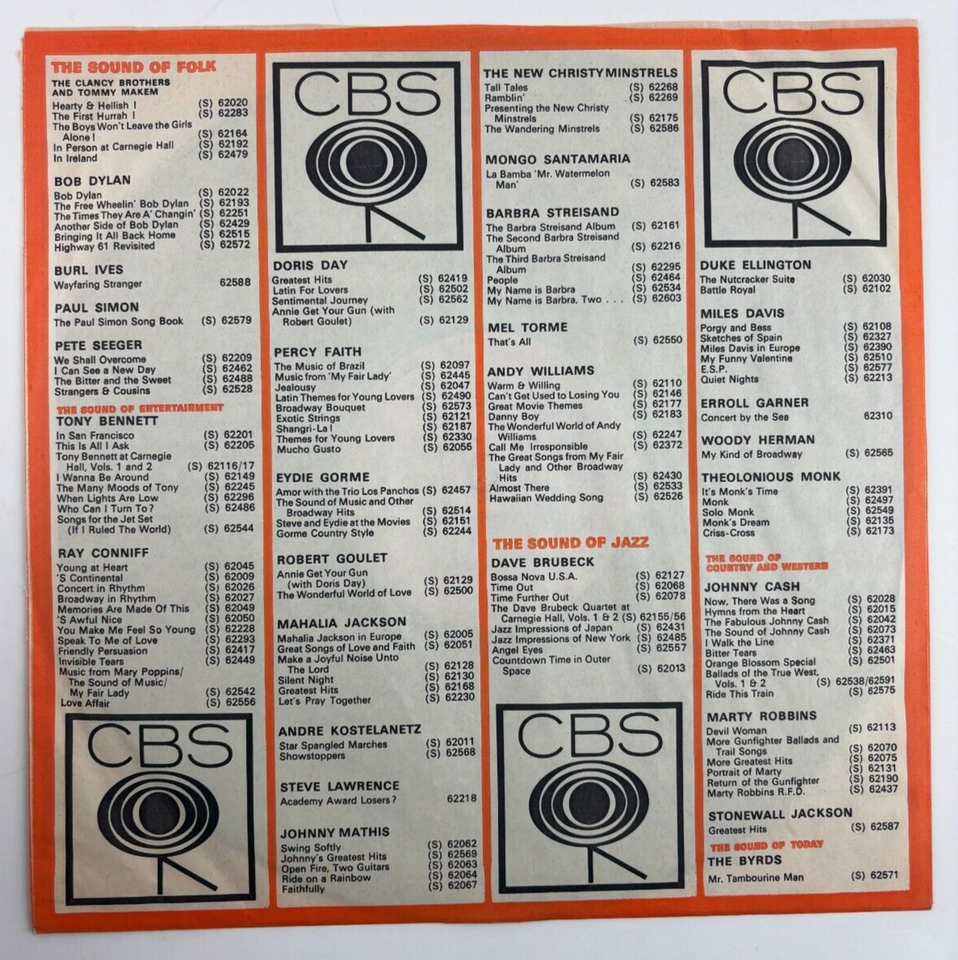 THE SOUND OF FOLK
THE CLANCY BROTHERS
AND TOMMY MAKEM
Hearty & Hellish ! (S) 62020
The First Hurrah ! (S) 62283
The Boys Won't Leave the Girls
Alone ! (S) 62164
In Person at Carnegie Hall (S) 62192
In Ireland (S) 62479
BOB DYLAN
Bob Dylan (S) 62022
The Free Wheelin' Bob Dylan (S) 62193
The Times They Are A' Changin' (S) 62251
Another Side of Bob Dylan (S) 62429
Bringing It All Back Home (S) 62515
Highway 61 Revisited (S) 62572
BURL IVES
Wayfaring Stranger 62588
PAUL SIMON
The Paul Simon Song Book (S) 62579
PETE SEEGER
We Shall Overcome (S) 62209
I Can See a New Day (S) 62462
The Bitter and the Sweet (S) 62488
Strangers & Cousins (S) 62528
THE SOUND OF ENTERTAINMENT
TONY BENNETT
In San Francisco (S) 62201
This Is All I Ask (S) 62205
Tony Bennett at Carnegie
Hall, Vols. 1 and 2 (S) 62116/17
I Wanna Be Around (S) 62149
The Many Moods of Tony (S) 62245
When Lights Are Low (S) 62296
Who Can I Turn To ? (S) 62486
Songs for the Jet Set
(If I Ruled The World) (S) 62544
RAY CONNIFF
Young at Heart (S) 62045
'S Continental (S) 62009
Concert in Rhythm (S) 62026
Broadway in Rhythm (S) 62027
Memories Are Made Of This (S) 62049
'S Awful Nice (S) 62050
You Make Me Feel So Young (S) 62228
Speak To Me of Love (S) 62293
Friendly Persuasion (S) 62417
Invisible Tears (S) 62449
Music from Mary Poppins/
The Sound of Music/
My Fair Lady (S) 62542
Love Affair (S) 62556
CBS
CBS
DORIS DAY
Greatest Hits (S) 62419
Latin For Lovers (S) 62502
Sentimental Journey (S) 62562
Annie Get Your Gun (with
Robert Goulet) (S) 62129
PERCY FAITH
The Music of Brazil (S) 62097
Music from 'My Fair Lady' (S) 62445
Jealousy (S) 62047
Latin Themes for Young Lovers (S) 62490
Broadway Bouquet (S) 62573
Exotic Strings (S) 62121
Shangri-La ! (S) 62187
Themes for Young Lovers (S) 62330
Mucho Gusto (S) 62055
EYDIE GORME
Amor with the Trio Los Panchos (S) 62457
The Sound of Music and Other
Broadway Hits (S) 62514
Steve and Eydie at the Movies (S) 62151
Gorme Country Style (S) 62244
ROBERT GOULET
Annie Get Your Gun
(with Doris Day) (S) 62129
The Wonderful World of Love (S) 62500
MAHALIA JACKSON
Mahalia Jackson in Europe (S) 62005
Great Songs of Love and Faith (S) 62051
Make a Joyful Noise Unto
The Lord (S) 62128
Silent Night (S) 62130
Greatest Hits (S) 62168
Let's Pray Together (S) 62230
ANDRE KOSTELANETZ
Star Spangled Marches (S) 62011
Showstoppers (S) 62568
STEVE LAWRENCE
Academy Award Losers ? 62218
JOHNNY MATHIS
Swing Softly (S) 62062
Johnny's Greatest Hits (S) 62569
Open Fire, Two Guitars (S) 62063
Ride on a Rainbow (S) 62064
Faithfully (S) 62067
THE NEW CHRISTY MINSTRELS
Tall Tales (S) 62268
Ramblin' (S) 62269
Presenting the New Christy
Minstrels (S) 62175
The Wandering Minstrels (S) 62586
MONGO SANTAMARIA
La Bamba 'Mr. Watermelon
Man' (S) 62583
BARBRA STREISAND
The Barbra Streisand Album (S) 62161
The Second Barbra Streisand
Album (S) 62216
The Third Barbra Streisand
Album (S) 62295
People (S) 62464
My Name is Barbra (S) 62534
My Name is Barbra, Two . . . (S) 62603
MEL TORME
That's All (S) 62550
ANDY WILLIAMS
Warm & Willing (S) 62110
Can't Get Used to Losing You (S) 62146
Great Movie Themes (S) 62177
Danny Boy (S) 62183
The Wonderful World of Andy
Williams (S) 62247
Call Me Irresponsible (S) 62372
The Great Songs from My Fair
Lady and Other Broadway
Hits (S) 62430
Almost There (S) 62533
Hawaiian Wedding Song (S) 62526
THE SOUND OF JAZZ
DAVE BRUBECK
Bossa Nova U.S.A. (S) 62127
Time Out (S) 62068
Time Further Out (S) 62078
The Dave Brubeck Quartet at
Carnegie Hall, Vols. 1 & 2 (S) 62155/56
Jazz Impressions of Japan (S) 62431
Jazz Impressions of New York (S) 62485
Angel Eyes (S) 62557
Countdown Time in Outer
Space (S) 62013
CBS
CBS
DUKE ELLINGTON
The Nutcracker Suite (S) 62030
Battle Royal (S) 62102
MILES DAVIS
Porgy and Bess (S) 62108
Sketches of Spain (S) 62327
Miles Davis in Europe (S) 62390
My Funny Valentine (S) 62510
E.S.P. (S) 62577
Quiet Nights (S) 62213
ERROLL GARNER
Concert by the Sea 62310
WOODY HERMAN
My Kind of Broadway (S) 62565
THELONIOUS MONK
It's Monk's Time (S) 62391
Monk (S) 62497
Solo Monk (S) 62549
Monk's Dream (S) 62135
Criss-Cross (S) 62173
THE SOUND OF
COUNTRY AND WESTERN
JOHNNY CASH
Now, There Was a Song (S) 62028
Hymns from the Heart (S) 62015
The Fabulous Johnny Cash (S) 62042
The Sound of Johnny Cash (S) 62073
I Walk the Line (S) 62371
Bitter Tears (S) 62463
Orange Blossom Special (S) 62501
Ballads of the True West,
Vols. 1 & 2 (S) 62538/62591
Ride This Train (S) 62575
MARTY ROBBINS
Devil Woman (S) 62113
More Gunfighter Ballads and
Trail Songs (S) 62070
More Greatest Hits (S) 62075
Portrait of Marty (S) 62131
Return of the Gunfighter (S) 62190
Marty Robbins R.F.D. (S) 62437
STONEWALL JACKSON
Greatest Hits (S) 62587
THE SOUND OF TODAY
THE BYRDS
Mr. Tambourine Man (S) 62571